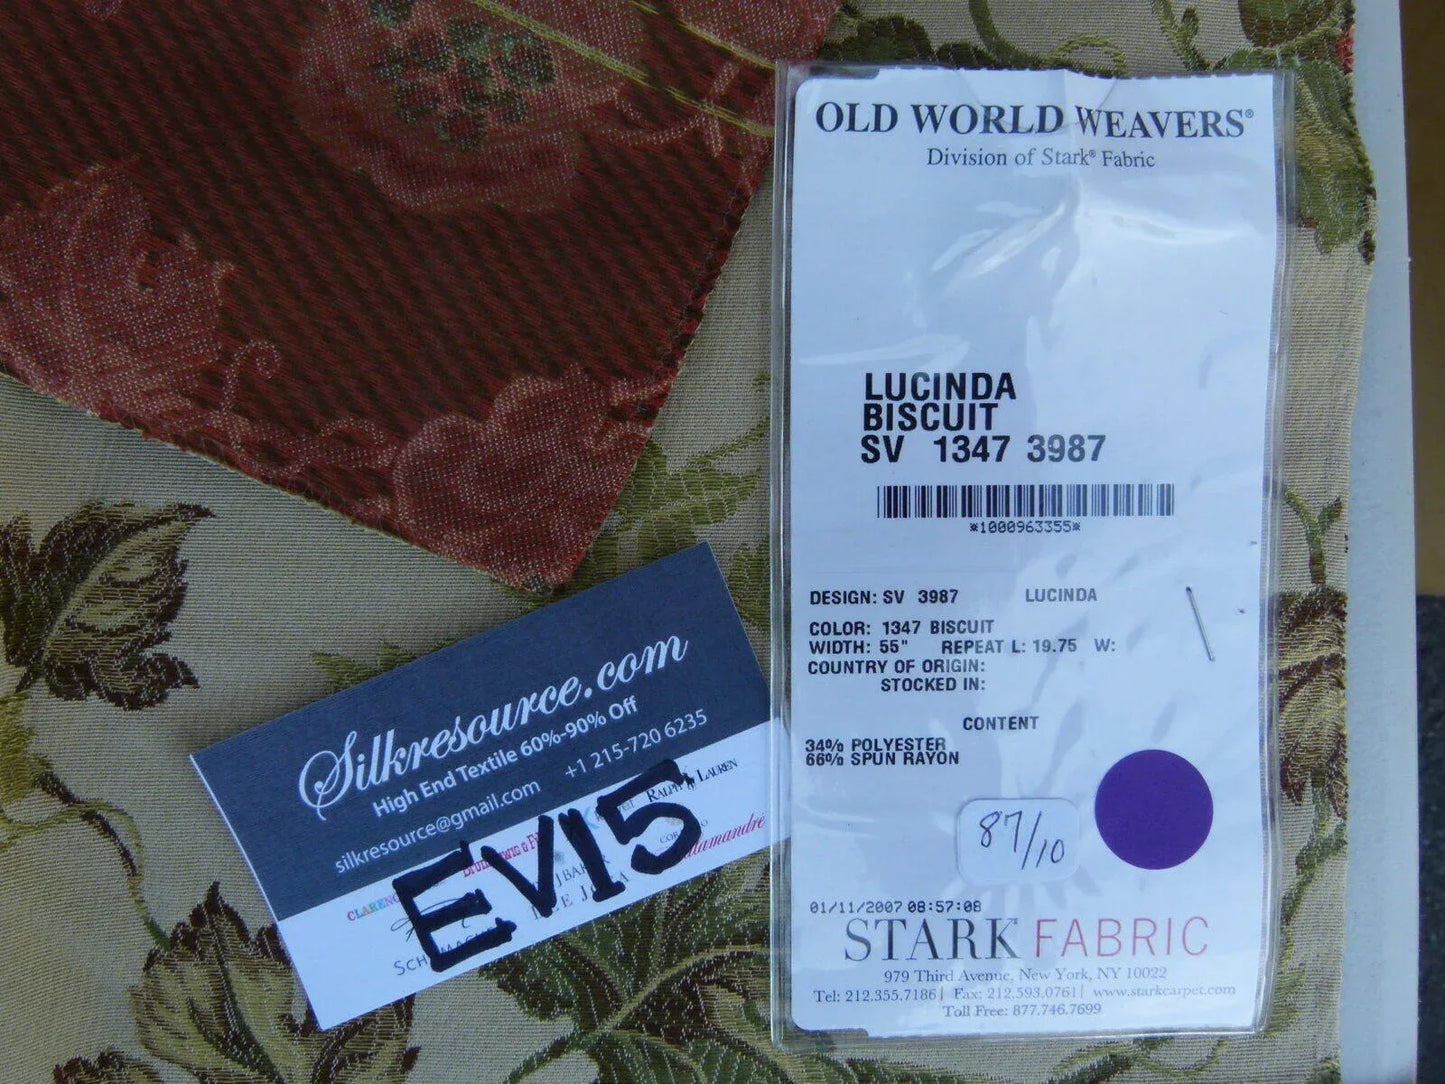 OLD WORLD WEAVERS®
Division of Stark® Fabric
LUCINDA
BISCUIT
SV 1347 3987
*1000963355*
DESIGN: SV 3987 LUCINDA
COLOR: 1347 BISCUIT
WIDTH: 55" REPEAT L: 19.75 W:
COUNTRY OF ORIGIN:
STOCKED IN:
CONTENT
34% POLYESTER
66% SPUN RAYON
87/10
01/11/2007 08:57:08
STARK FABRIC
979 Third Avenue, New York, NY 10022
Tel: 212.355.7186 | Fax: 212.593.0761 | www.starkcarpet.com
Toll Free: 877.746.7699
Silkresource.com
High End Textile 60%-90% Off
silkresource@gmail.com +1 215-720 6235
RALPH LAUREN
EV15